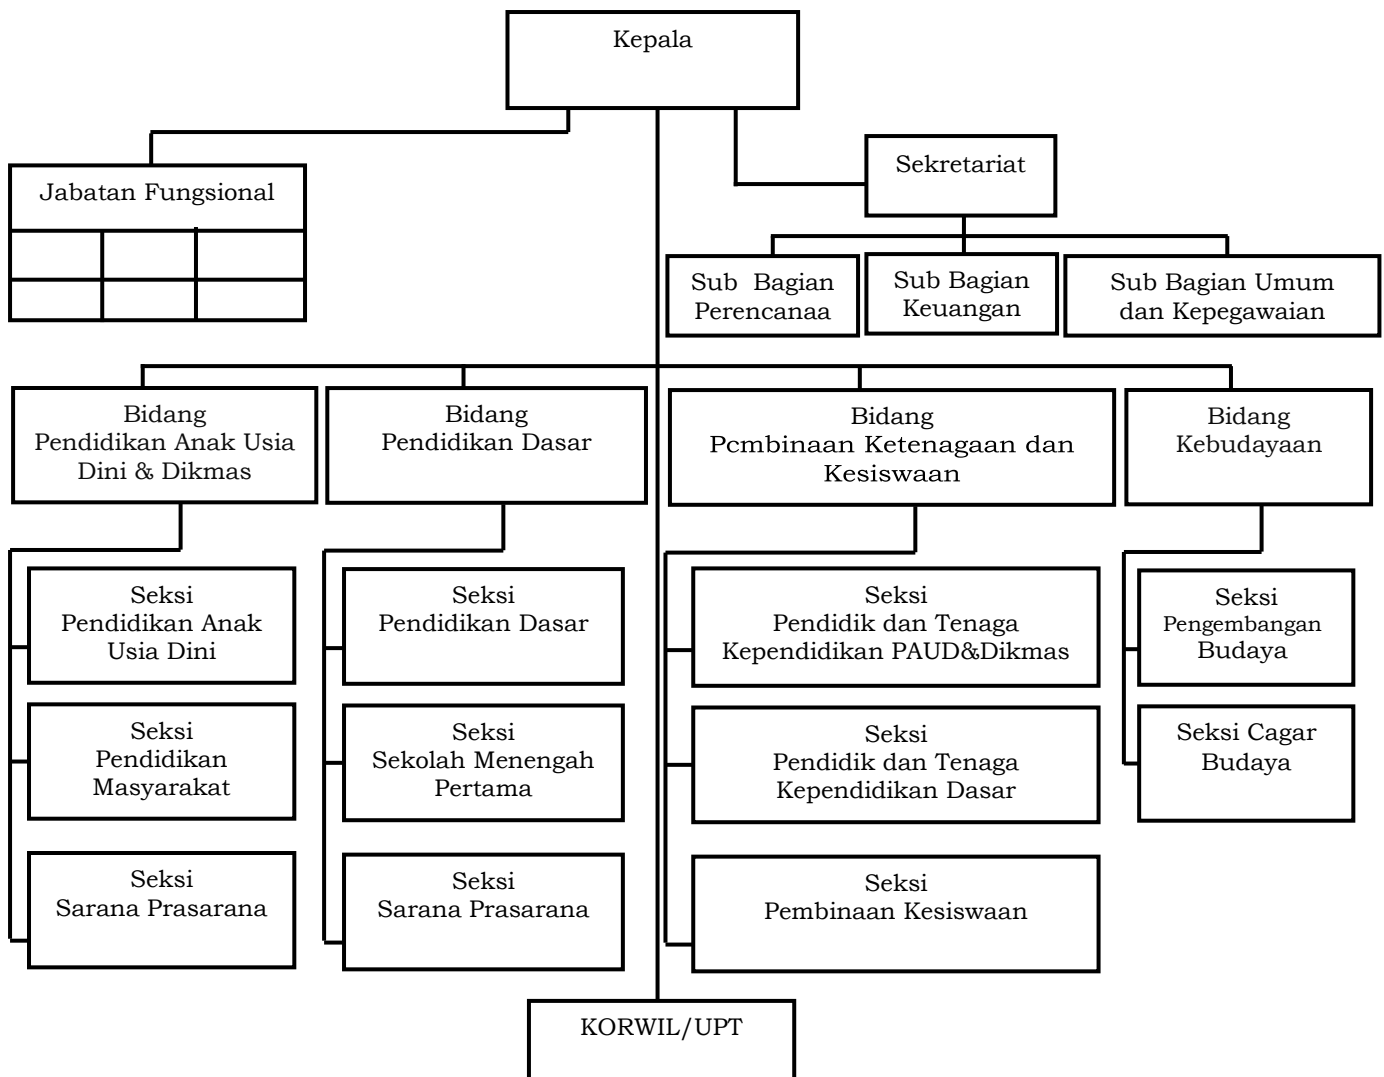 Kepala
Sekretariat
Jabatan Fungsional
Sub Bagian
Perencanaa
Sub Bagian
Keuangan
Sub Bagian Umum
dan Kepegawaian
Bidang
Pendidikan Anak Usia
Dini & Dikmas
Bidang
Pendidikan Dasar
Bidang
Pcmbinaan Ketenagaan dan
Kesiswaan
Bidang
Kebudayaan
Seksi
Pendidikan Anak
Usia Dini
Seksi
Pendidikan Dasar
Seksi
Pendidik dan Tenaga
Kependidikan PAUD&Dikmas
Seksi
Pengembangan
Budaya
Seksi
Pendidikan
Masyarakat
Seksi
Sekolah Menengah
Pertama
Seksi
Pendidik dan Tenaga
Kependidikan Dasar
Seksi Cagar
Budaya
Seksi
Sarana Prasarana
Seksi
Sarana Prasarana
Seksi
Pembinaan Kesiswaan
KORWIL/UPT